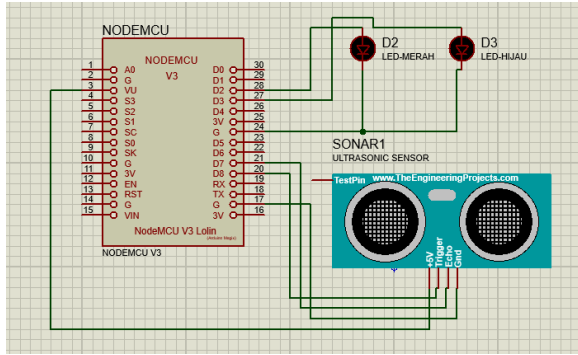 NODEMCU
NODEMCU
V3
1 A0 D0 30
2 G D1 29
3 VU D2 28
4 S3 D3 27
5 S2 D4 26
6 S1 3V 25
7 SC G 24
8 S0 D5 23
9 SK D6 22
10 G D7 21
11 3V D8 20
12 EN RX 19
13 RST TX 18
14 G G 17
15 VIN 3V 16
NodeMCU V3 Lolin
NODEMCU V3
D2
LED-MERAH
D3
LED-HIJAU
SONAR1
ULTRASONIC SENSOR
TestPin
www.TheEngineeringProjects.com
+5V
Trigger
Echo
Gnd